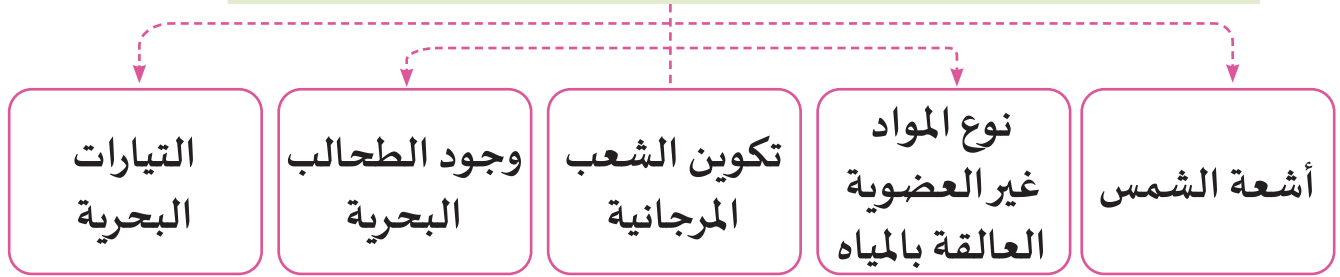 أشعة الشمس
نوع المواد
غير العضوية
العالقة بالمياه
تكوين الشعب
المرجانية
وجود الطحالب
البحرية
التيارات
البحرية